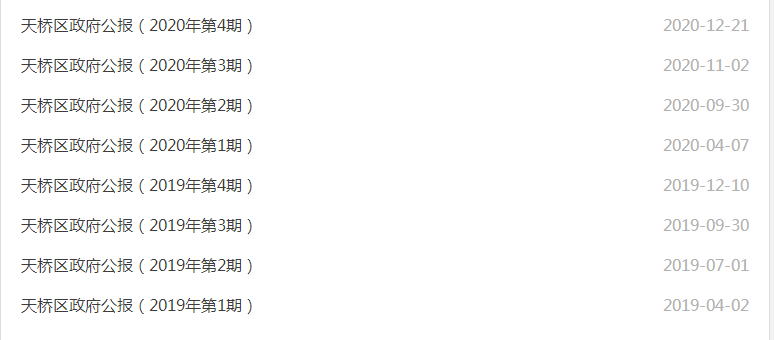 天桥区政府公报（2020年第4期） 2020-12-21
天桥区政府公报（2020年第3期） 2020-11-02
天桥区政府公报（2020年第2期） 2020-09-30
天桥区政府公报（2020年第1期） 2020-04-07
天桥区政府公报（2019年第4期） 2019-12-10
天桥区政府公报（2019年第3期） 2019-09-30
天桥区政府公报（2019年第2期） 2019-07-01
天桥区政府公报（2019年第1期） 2019-04-02